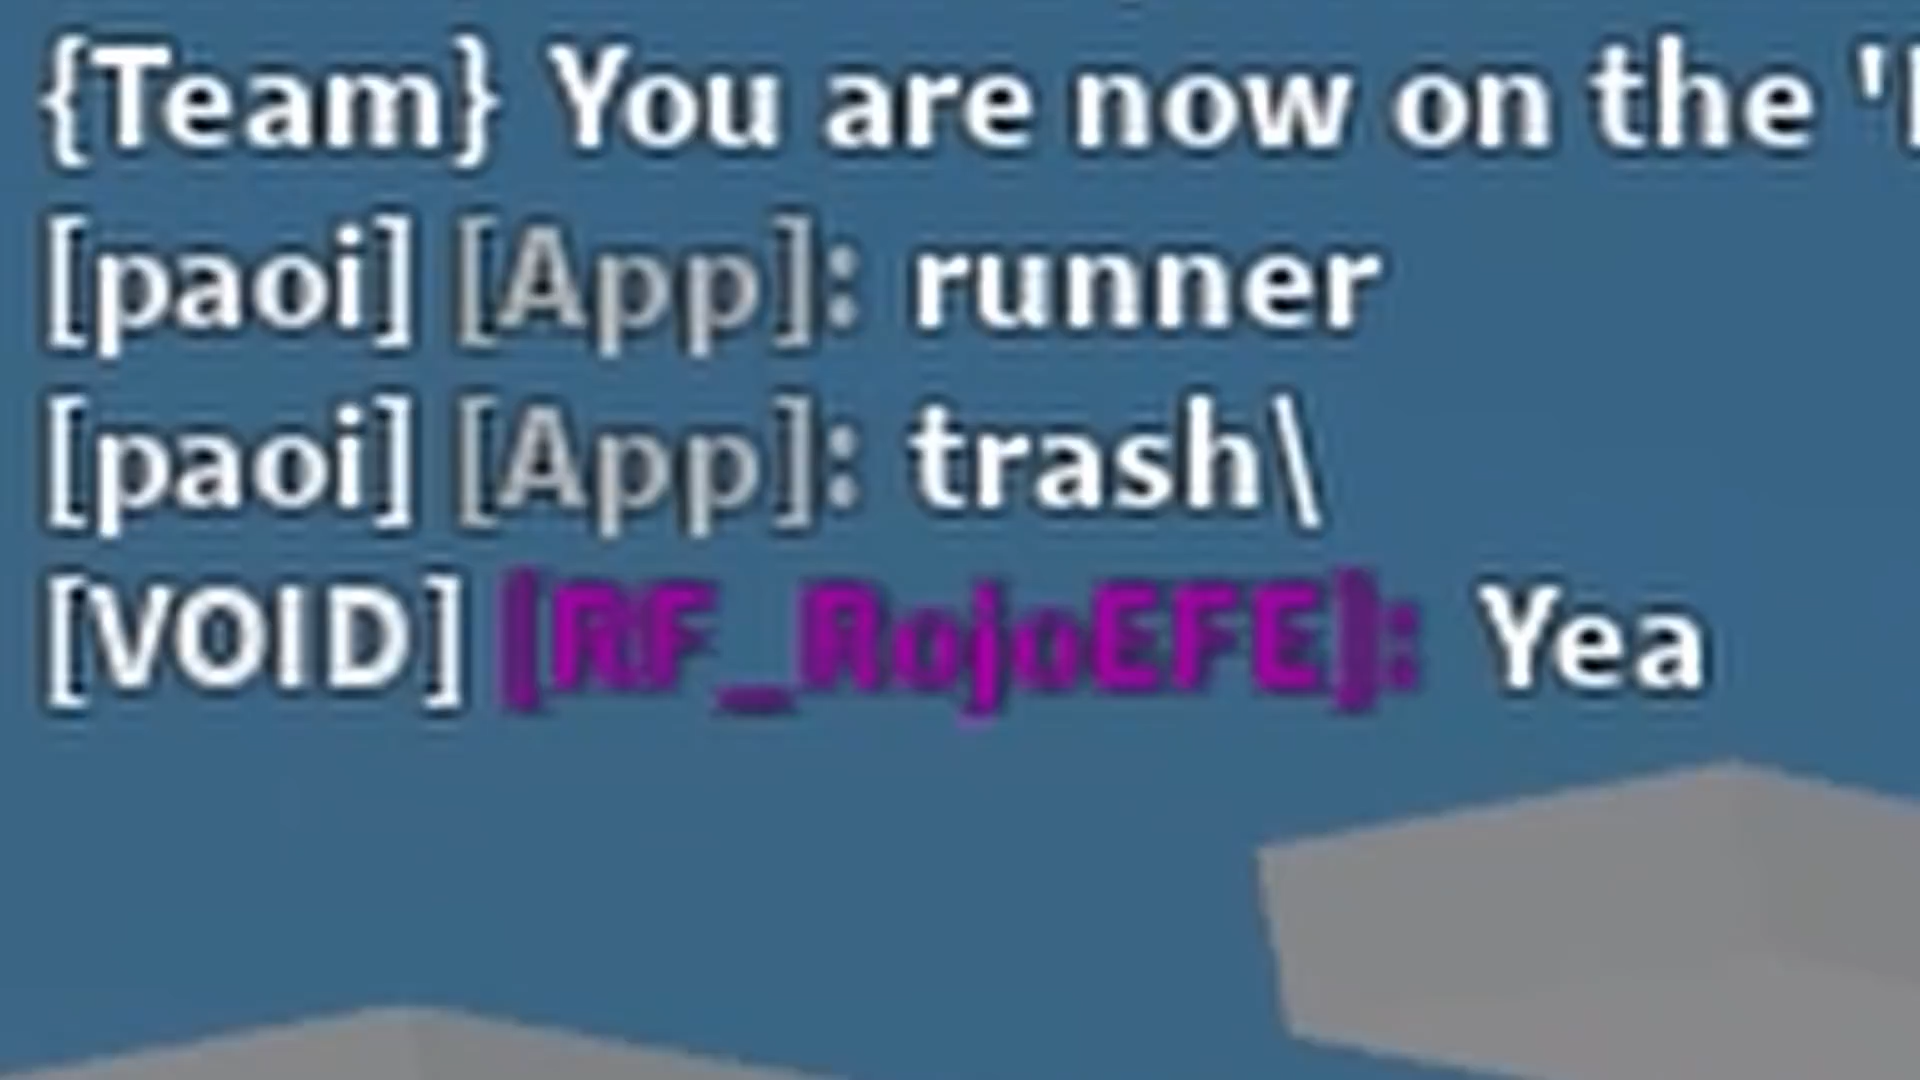 {Team} You are now on the '
[paoi] [App]: runner
[paoi] [App]: trash\
[VOID] [RF_RojoEFE]: Yea